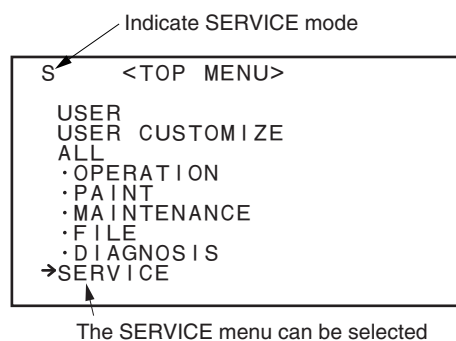 Indicate SERVICE mode
S <TOP MENU>
USER
USER CUSTOMIZE
ALL
·OPERATION
·PAINT
·MAINTENANCE
·FILE
·DIAGNOSIS
→SERVICE
The SERVICE menu can be selected